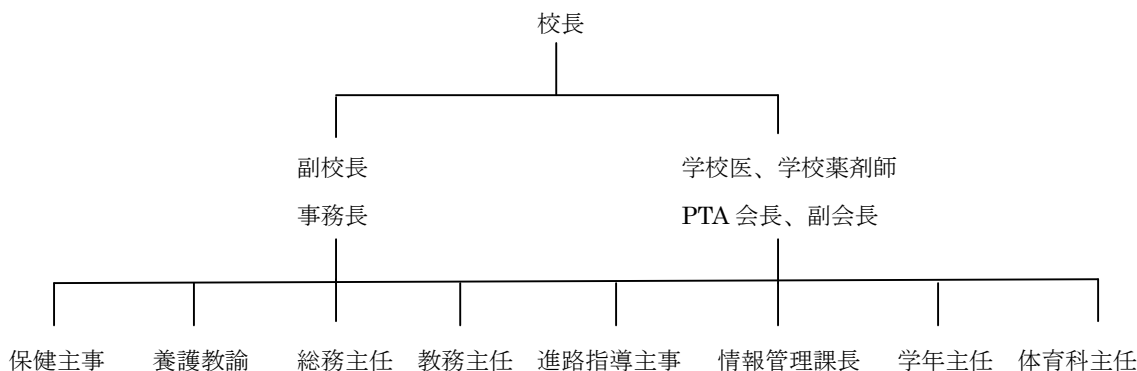 校長
副校長
学校医、学校薬剤師
事務長
PTA 会長、副会長
保健主事 養護教諭 総務主任 教務主任 進路指導主事 情報管理課長 学年主任 体育科主任